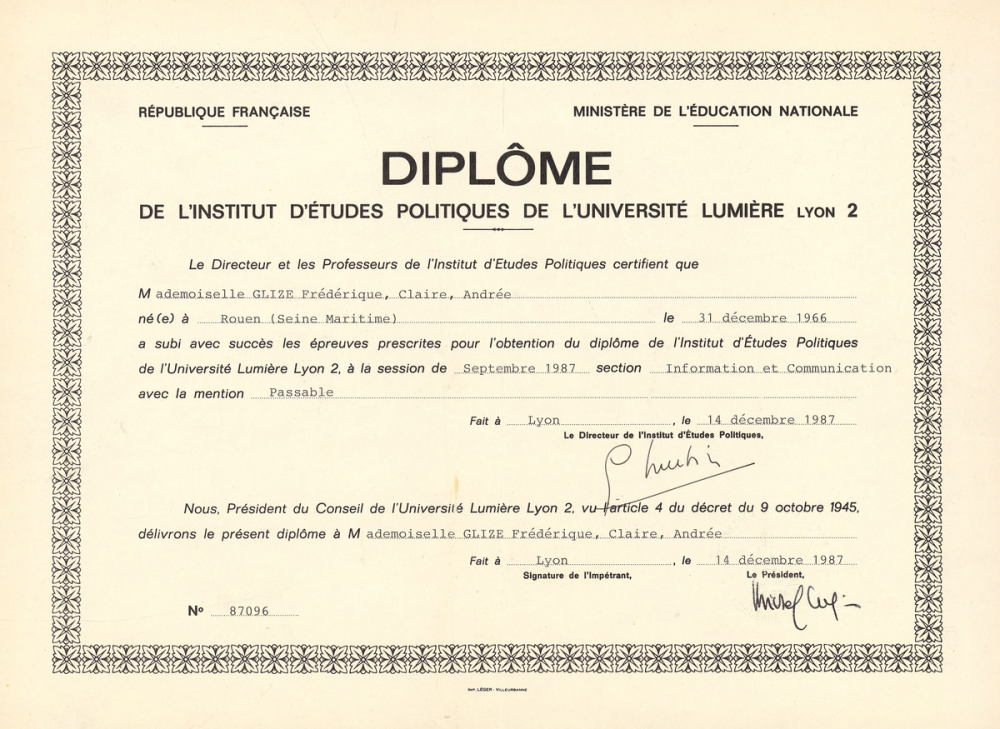 RÉPUBLIQUE FRANÇAISE
MINISTÈRE DE L'ÉDUCATION NATIONALE
DIPLÔME
DE L'INSTITUT D'ÉTUDES POLITIQUES DE L'UNIVERSITÉ LUMIÈRE LYON 2
Le Directeur et les Professeurs de l'Institut d'Etudes Politiques certifient que
M ademoiselle GLIZE Frédérique, Claire, Andrée
né(e) à Rouen (Seine Maritime) le 31 décembre 1966
a subi avec succès les épreuves prescrites pour l'obtention du diplôme de l'Institut d'Études Politiques
de l'Université Lumière Lyon 2, à la session de Septembre 1987 section Information et Communication
avec la mention Passable
Fait à Lyon, le 14 décembre 1987
Le Directeur de l'Institut d'Études Politiques,
Nous, Président du Conseil de l'Université Lumière Lyon 2, vu l'article 4 du décret du 9 octobre 1945,
délivrons le présent diplôme à M ademoiselle GLIZE Frédérique, Claire, Andrée
Fait à Lyon, le 14 décembre 1987
Signature de l'Impétrant,
Le Président,
No 87096
IMP. LÉGER - VILLEURBANNE